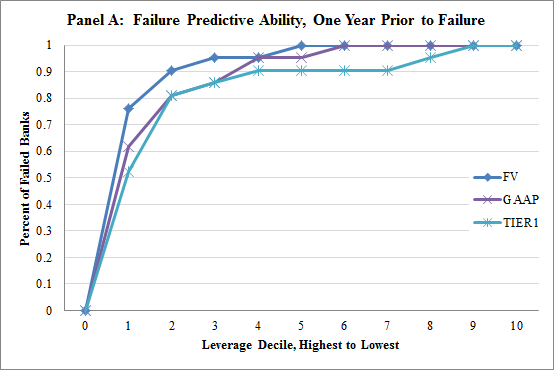 Panel A:  Failure Predictive Ability, One Year Prior to Failure
1
0.9
0.8
0.7
0.6
0.5
0.4
0.3
0.2
0.1
0
Percent of Failed Banks
FV
GAAP
TIER1
0 1 2 3 4 5 6 7 8 9 10
Leverage Decile, Highest to Lowest